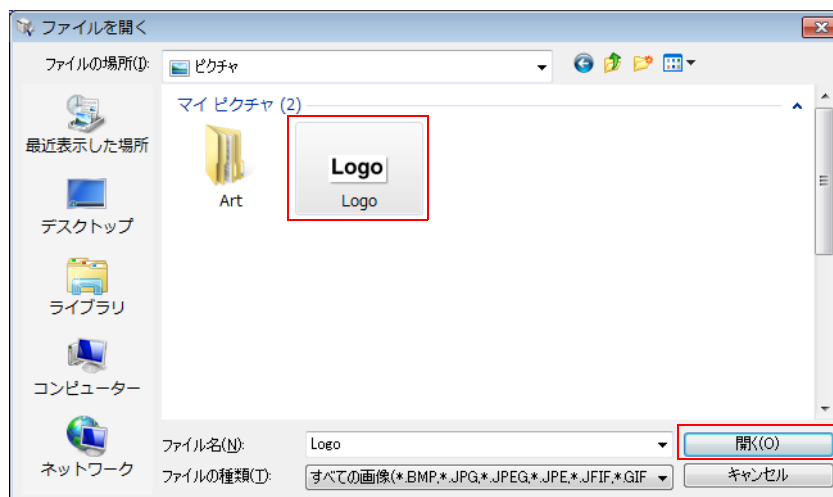 ファイルを開く
ファイルの場所(I):
ピクチャ
最近表示した場所
デスクトップ
ライブラリ
コンピューター
ネットワーク
マイ ピクチャ (2)
Art
Logo
Logo
ファイル名(N):
Logo
開く(O)
ファイルの種類(T):
すべての画像(*.BMP,*.JPG,*.JPEG,*.JPE,*.JFIF,*.GIF
キャンセル